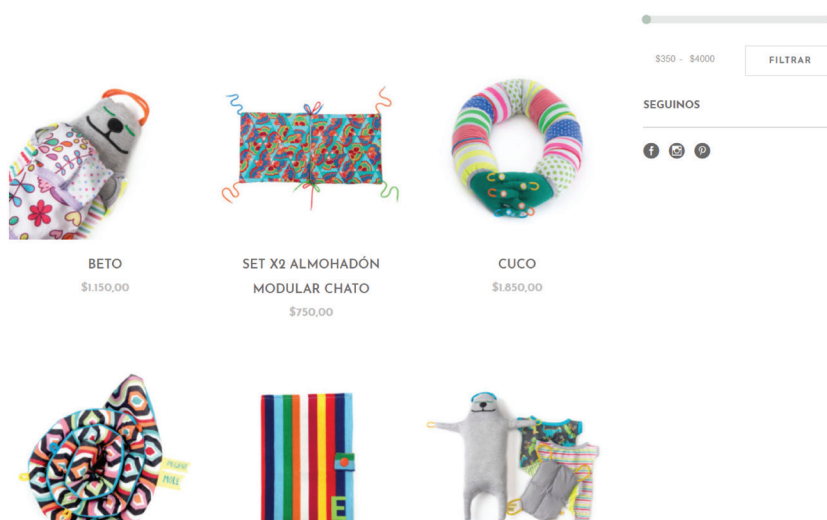 $350 - $4000
FILTRAR
SEGUINOS
BETO
$1.150,00
SET X2 ALMOHADÓN
MODULAR CHATO
$750,00
CUCO
$1.850,00
E